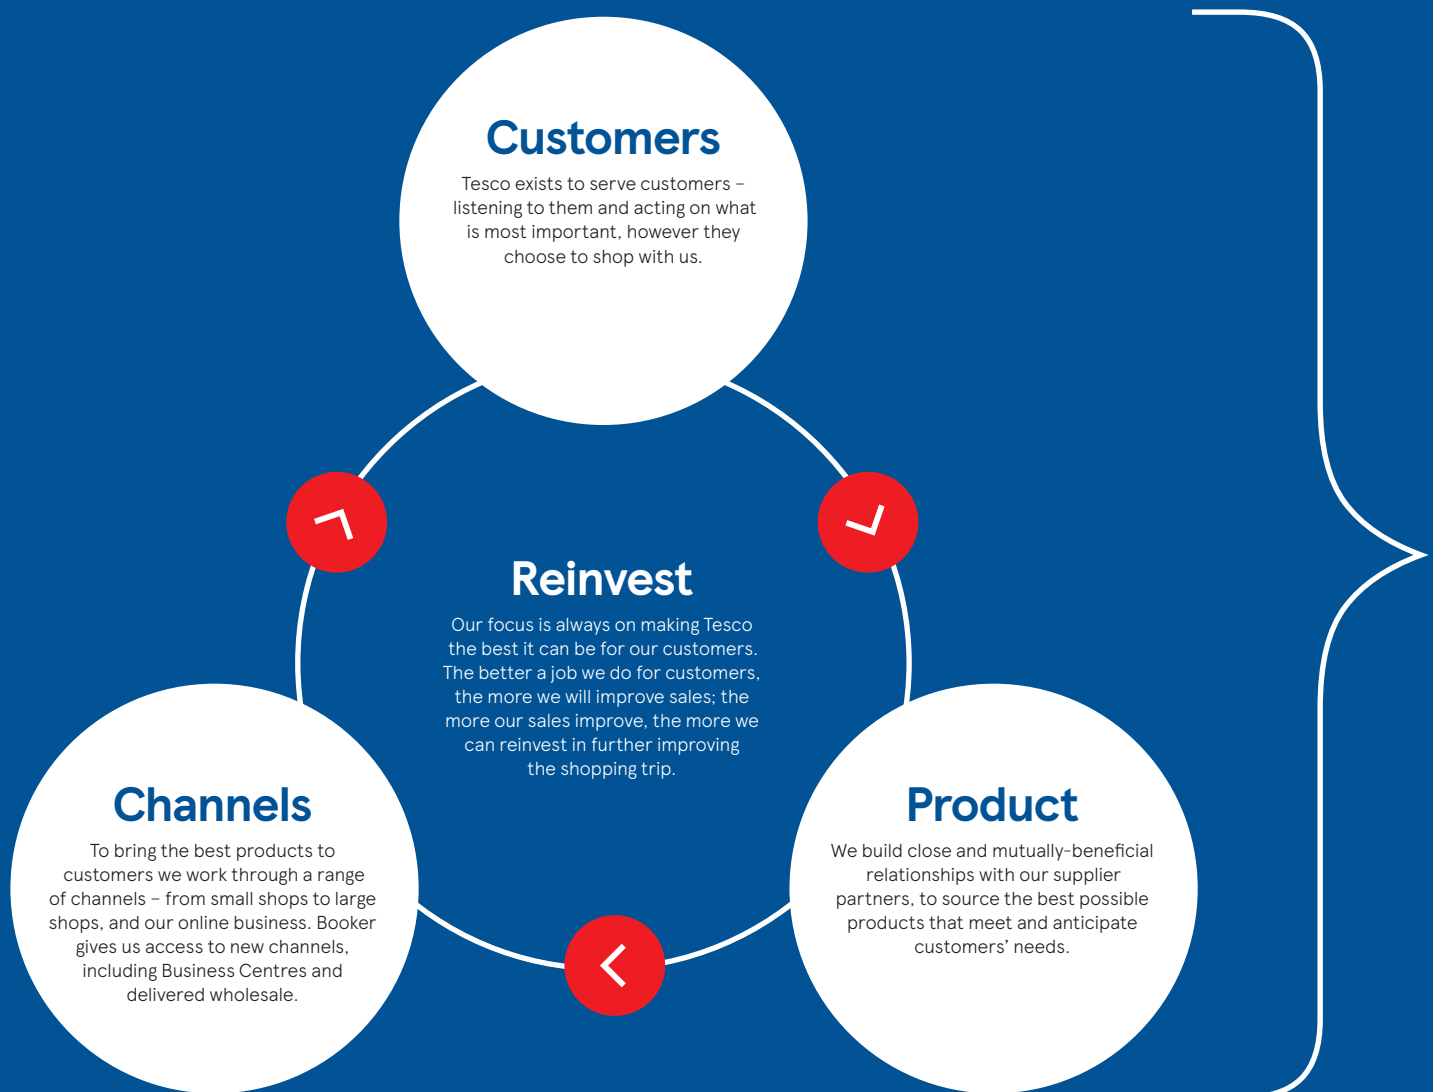 Customers
Tesco exists to serve customers –
listening to them and acting on what
is most important, however they
choose to shop with us.
Reinvest
Our focus is always on making Tesco
the best it can be for our customers.
The better a job we do for customers,
the more we will improve sales; the
more our sales improve, the more we
can reinvest in further improving
the shopping trip.
Channels
To bring the best products to
customers we work through a range
of channels – from small shops to large
shops, and our online business. Booker
gives us access to new channels,
including Business Centres and
delivered wholesale.
Product
We build close and mutually-beneficial
relationships with our supplier
partners, to source the best possible
products that meet and anticipate
customers’ needs.